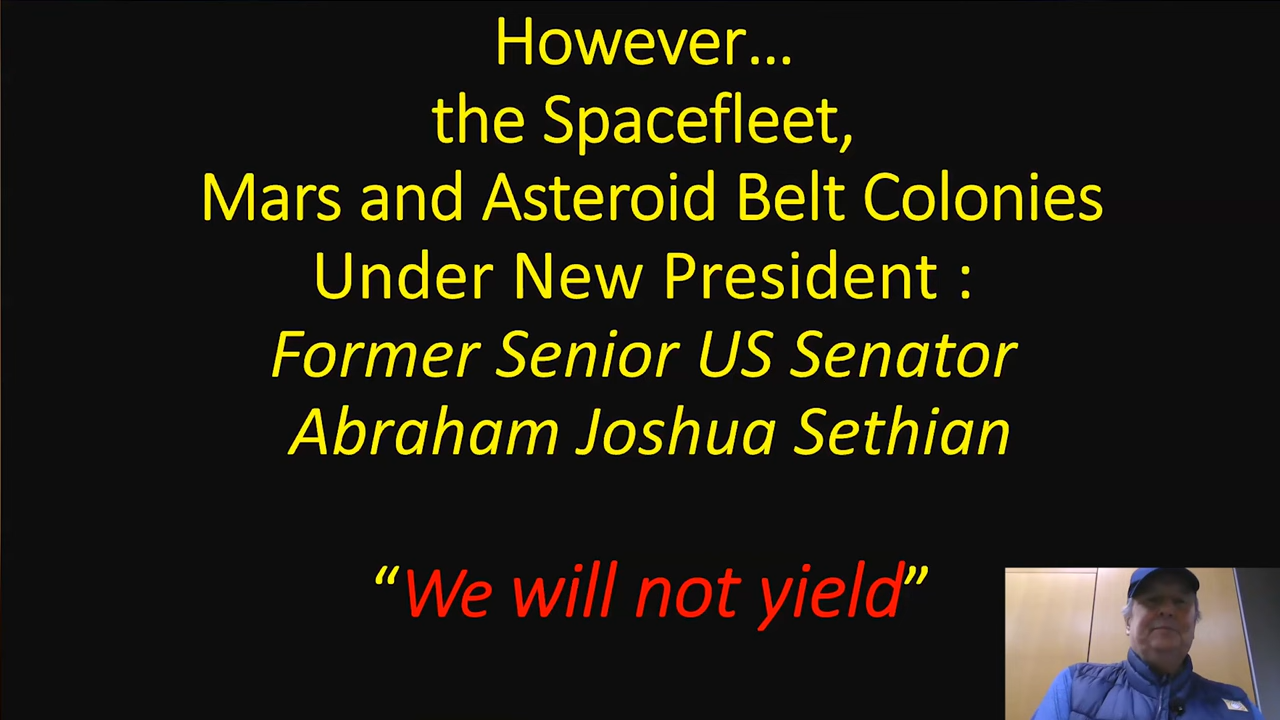 However...
the Spacefleet,
Mars and Asteroid Belt Colonies
Under New President :
Former Senior US Senator
Abraham Joshua Sethian
“We will not yield”